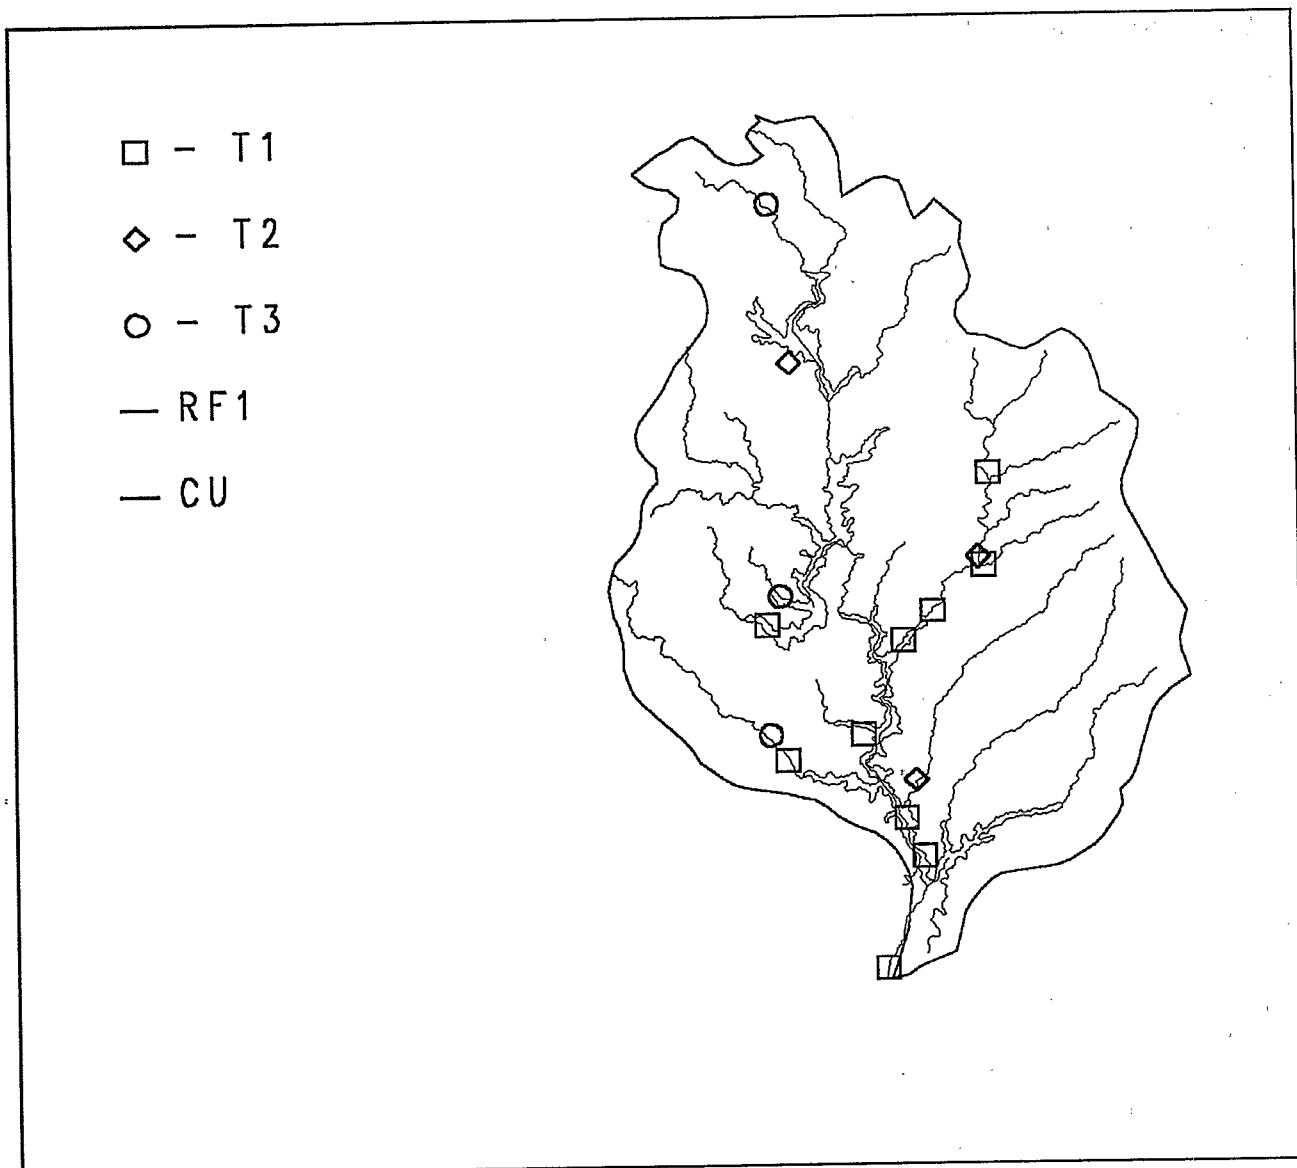 □ - T1
◇ - T2
○ - T3
— RF1
— CU